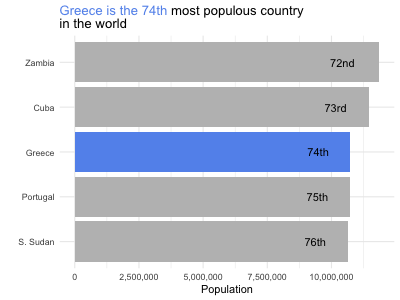 Greece is the 74th most populous country
in the world
Zambia
72nd
Cuba
73rd
Greece
74th
Portugal
75th
S. Sudan
76th
0
2,500,000
5,000,000
7,500,000
10,000,000
Population